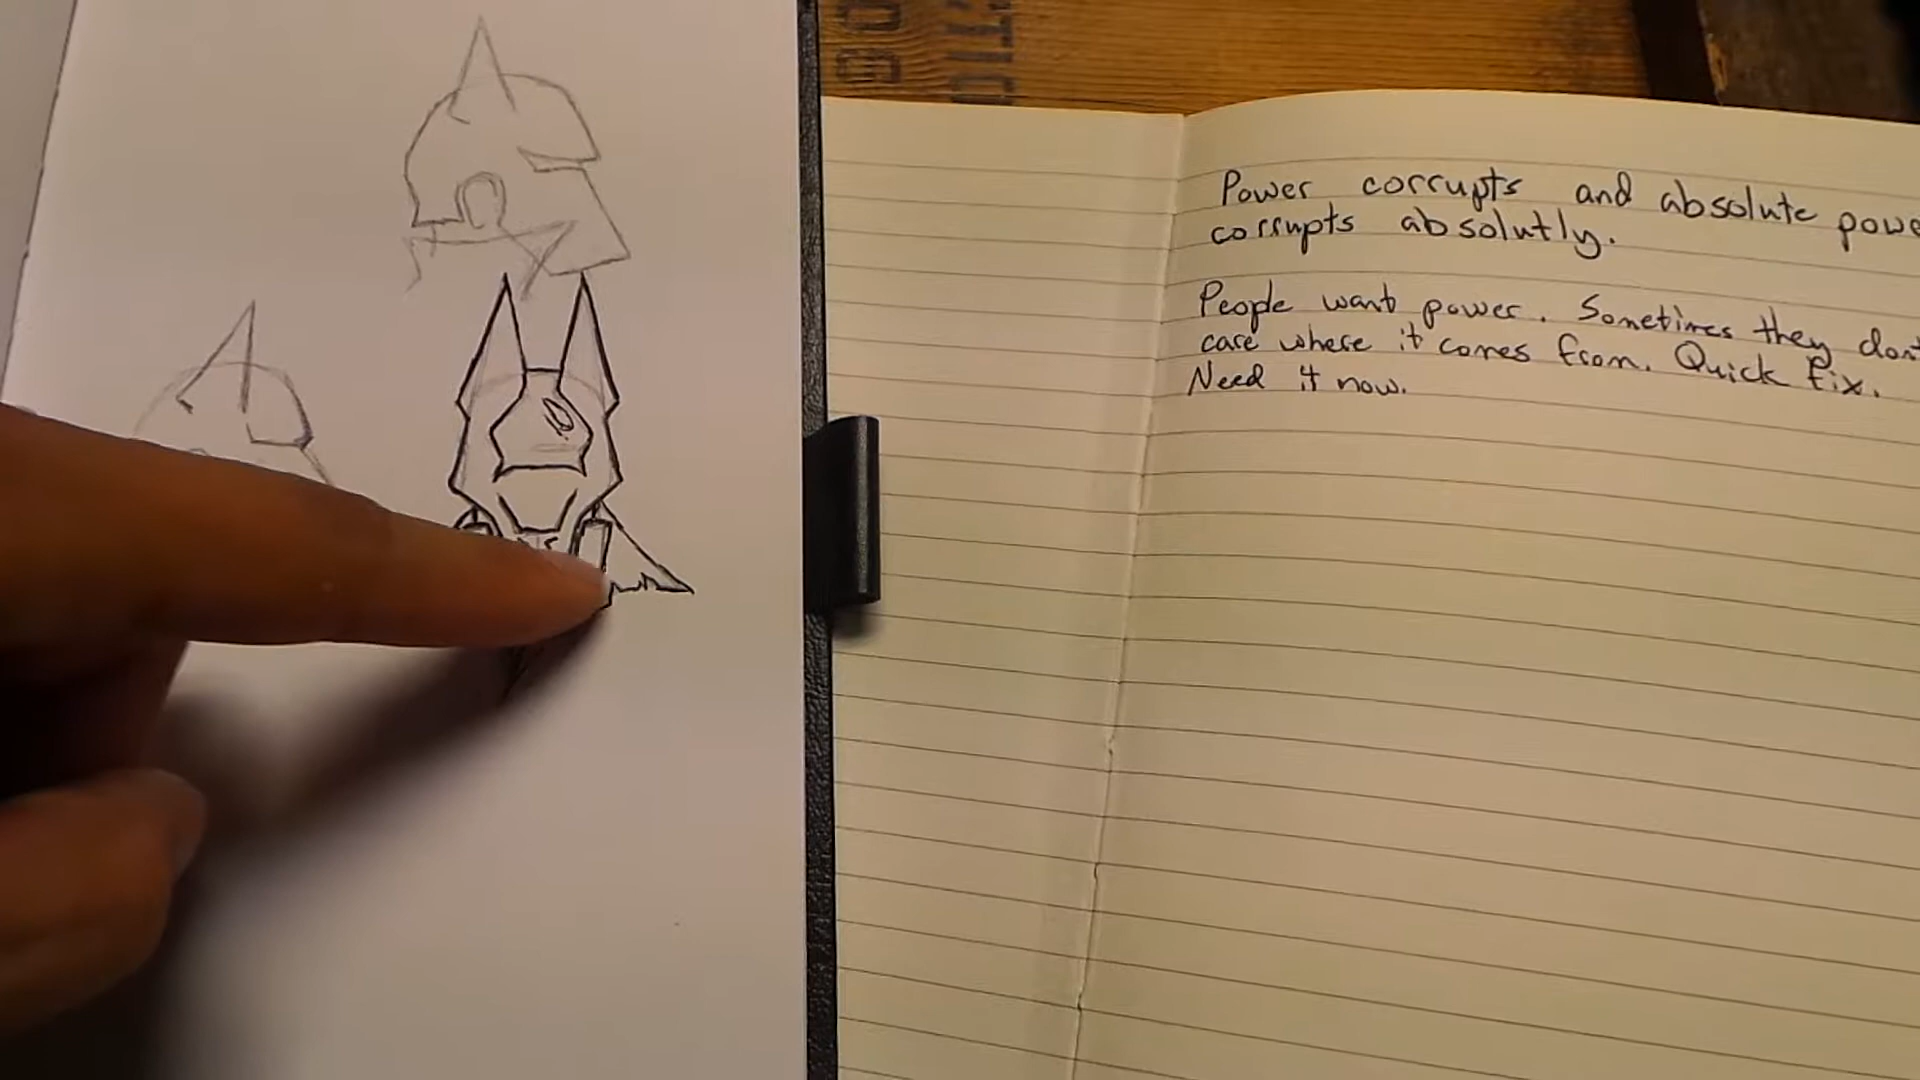 Power corrupts and absolute powe
corrupts absolutly.
People want power. Sometimes they don't
care where it comes from. Quick fix.
Need it now.